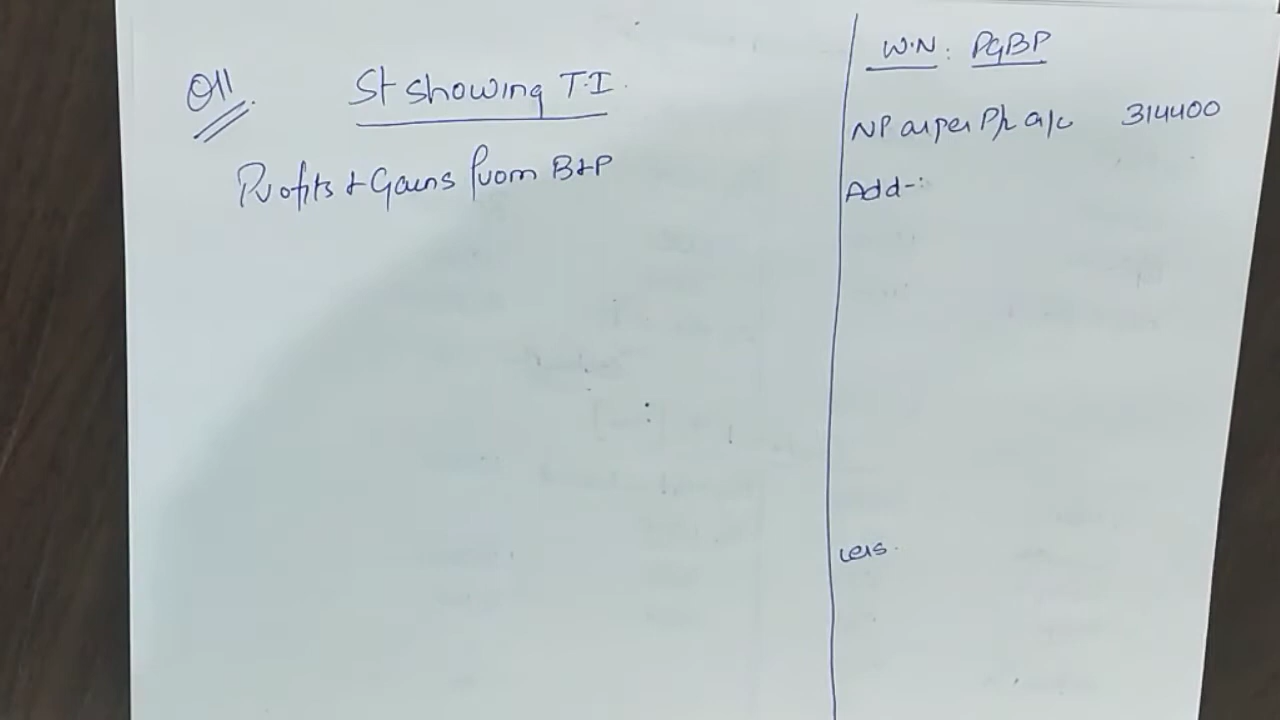 Q11. St showing T.I.
Profits & Gains from B&P
W.N: PGBP
NP as per P/L a/c 314400
Add-:
Less.